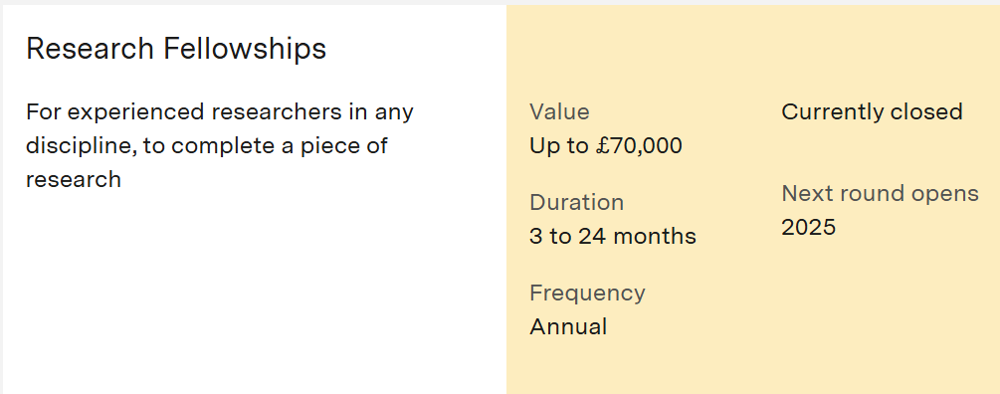 Research Fellowships
For experienced researchers in any
discipline, to complete a piece of
research
Value
Up to £70,000
Duration
3 to 24 months
Frequency
Annual
Currently closed
Next round opens
2025